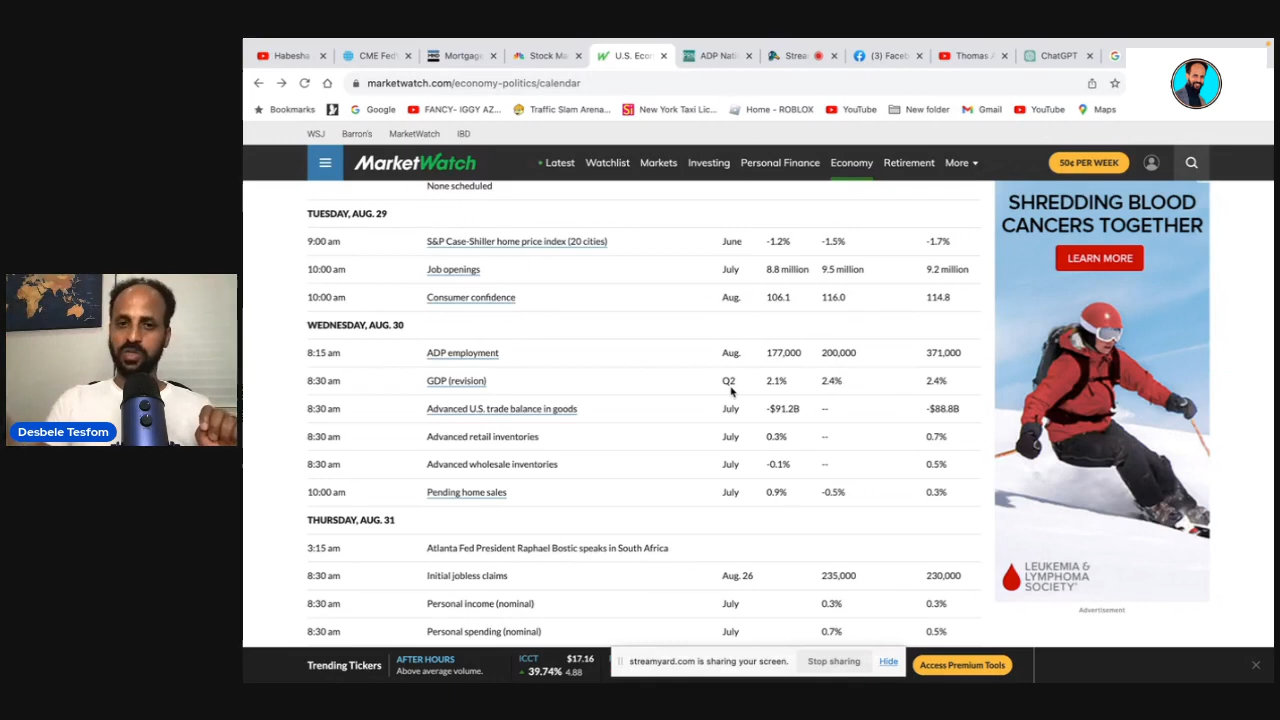 Habesha
CME Fed
Mortgage
Stock Ma
U.S. Eco
ADP Nati
Strea
(3) Faceb
Thomas
ChatGPT
marketwatch.com/economy-politics/calendar
Bookmarks
Google
FANCY- IGGY AZ...
Traffic Slam Arena...
New York Taxi Lic...
Home - ROBLOX
YouTube
New folder
Gmail
YouTube
Maps
WSJ Barron's MarketWatch IBD
MarketWatch
Latest Watchlist Markets Investing Personal Finance Economy Retirement More
50¢ PER WEEK
None scheduled
TUESDAY, AUG. 29
9:00 am S&P Case-Shiller home price index (20 cities) June -1.2% -1.5% -1.7%
10:00 am Job openings July 8.8 million 9.5 million 9.2 million
10:00 am Consumer confidence Aug. 106.1 116.0 114.8
WEDNESDAY, AUG. 30
8:15 am ADP employment Aug. 177,000 200,000 371,000
8:30 am GDP (revision) Q2 2.1% 2.4% 2.4%
8:30 am Advanced U.S. trade balance in goods July -$91.2B -- -$88.8B
8:30 am Advanced retail inventories July 0.3% -- 0.7%
8:30 am Advanced wholesale inventories July -0.1% -- 0.5%
10:00 am Pending home sales July 0.9% -0.5% 0.3%
THURSDAY, AUG. 31
3:15 am Atlanta Fed President Raphael Bostic speaks in South Africa
8:30 am Initial jobless claims Aug. 26 235,000 230,000
8:30 am Personal income (nominal) July 0.3% 0.3%
8:30 am Personal spending (nominal) July 0.7% 0.5%
SHREDDING BLOOD
CANCERS TOGETHER
LEARN MORE
LEUKEMIA &
LYMPHOMA
SOCIETY
Advertisement
Desbele Tesfom
Trending Tickers
AFTER HOURS
Above average volume.
ICCT $17.16
39.74% 4.88
streamyard.com is sharing your screen.
Stop sharing
Hide
Access Premium Tools